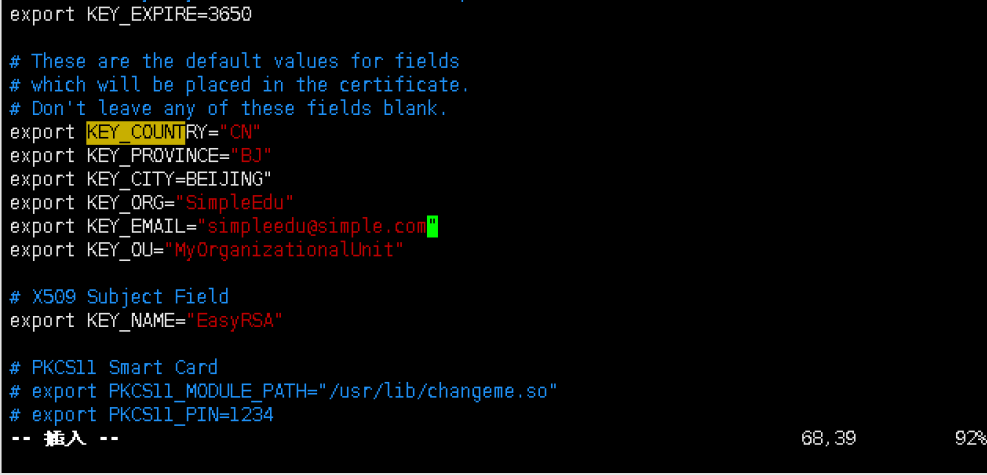 export KEY_EXPIRE=3650
# These are the default values for fields
# which will be placed in the certificate.
# Don't leave any of these fields blank.
export KEY_COUNTRY="CN"
export KEY_PROVINCE="BJ"
export KEY_CITY=BEIJING"
export KEY_ORG="SimpleEdu"
export KEY_EMAIL="simpleedu@simple.com"
export KEY_OU="MyOrganizationalUnit"
# X509 Subject Field
export KEY_NAME="EasyRSA"
# PKCS11 Smart Card
# export PKCS11_MODULE_PATH="/usr/lib/changeme.so"
# export PKCS11_PIN=1234
-- 插入 -- 68,39 92%